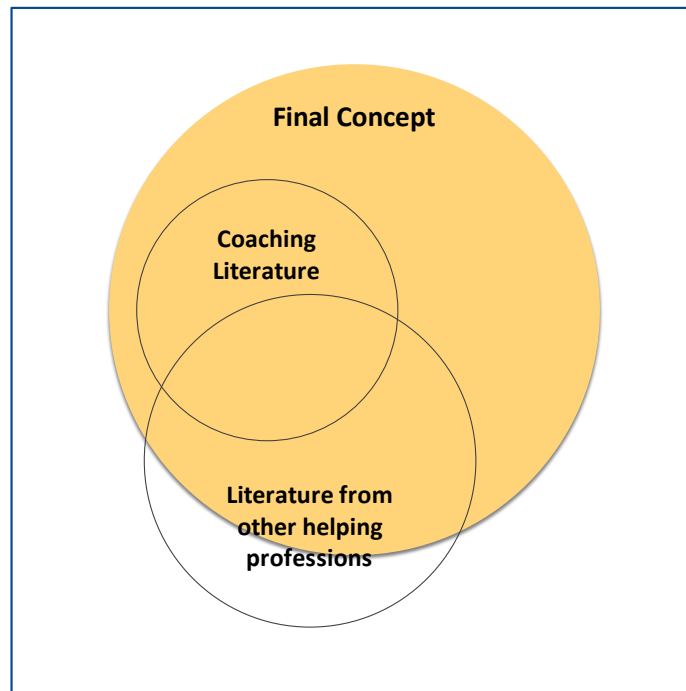 Final Concept
Coaching
Literature
Literature from
other helping
professions